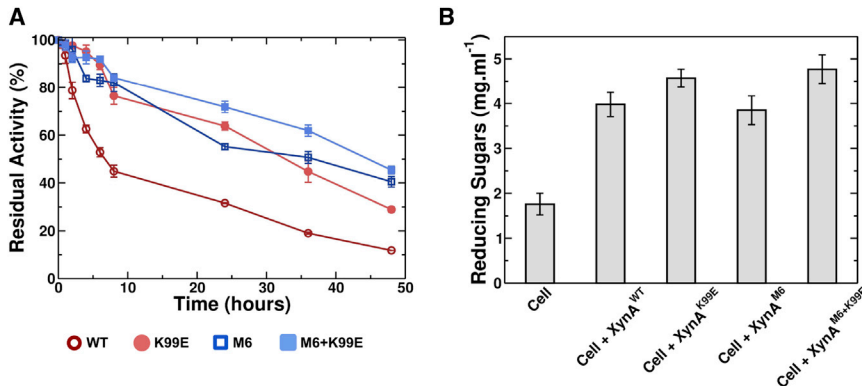 A
Residual Activity (%)
100
80
60
40
20
0
0
10
20
30
40
50
Time (hours)
WT
K99E
M6
M6+K99E
B
Reducing Sugars (mg.ml⁻¹)
5
4
3
2
1
0
Cell
Cell + XynA^WT
Cell + XynA^K99E
Cell + XynA^M6
Cell + XynA^M6+K99E